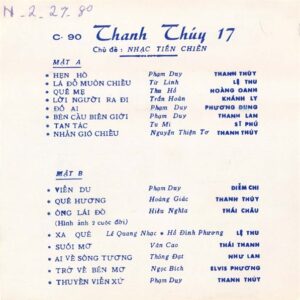 N_2_27-80
C-90 Thanh Thúy 17
Chủ đề : NHẠC TIỀN CHIẾN
MẶT A
HẸN HÒ Phạm Duy THANH THÚY
LÁ ĐỔ MUÔN CHIỀU Từ Linh LỆ THU
QUÊ MẸ Thu Hồ HOÀNG OANH
LỜI NGƯỜI RA ĐI Trần Hoàn KHÁNH LY
ĐỐ AI Phạm Duy PHƯƠNG DUNG
BÊN CẦU BIÊN GIỚI Phạm Duy THANH LAN
TAN TÁC Tu Mi SĨ PHÚ
NHẮN GIÓ CHIỀU Nguyễn Thiện Tơ THANH THÚY
MẶT B
VIỄN DU Phạm Duy DIỄM CHI
QUÊ HƯƠNG Hoàng Giác THANH THÚY
ÔNG LÁI ĐÒ Hiếu Nghĩa THÁI CHÂU
(Hình ảnh 1 cuộc đời)
XA QUÊ Lê Quang Nhạc - Hồ Đình Phương LỆ THU
SUỐI MƠ Văn Cao THÁI THANH
AI VỀ SÔNG TƯƠNG Thông Đạt NHƯ LAN
TRỞ VỀ BẾN MƠ Ngọc Bích ELVIS PHƯƠNG
THUYỀN VIỄN XỨ Phạm Duy THANH THÚY